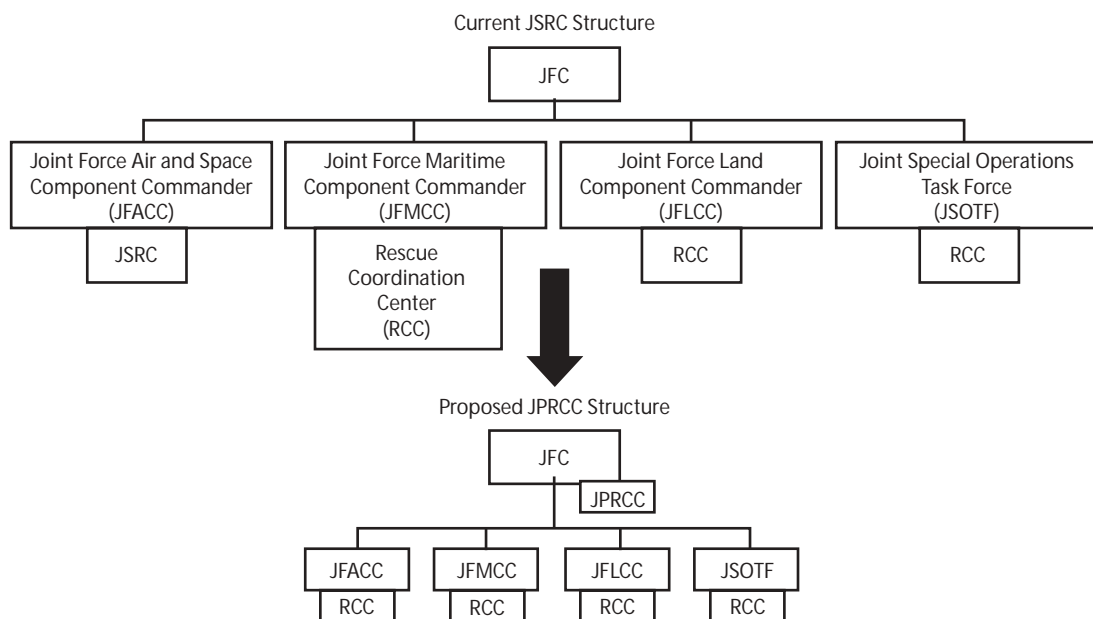 Current JSRC Structure
JFC
Joint Force Air and Space
Component Commander
(JFACC)
JSRC
Joint Force Maritime
Component Commander
(JFMCC)
Rescue
Coordination
Center
(RCC)
Joint Force Land
Component Commander
(JFLCC)
RCC
Joint Special Operations
Task Force
(JSOTF)
RCC
Proposed JPRCC Structure
JFC
JPRCC
JFACC
RCC
JFMCC
RCC
JFLCC
RCC
JSOTF
RCC